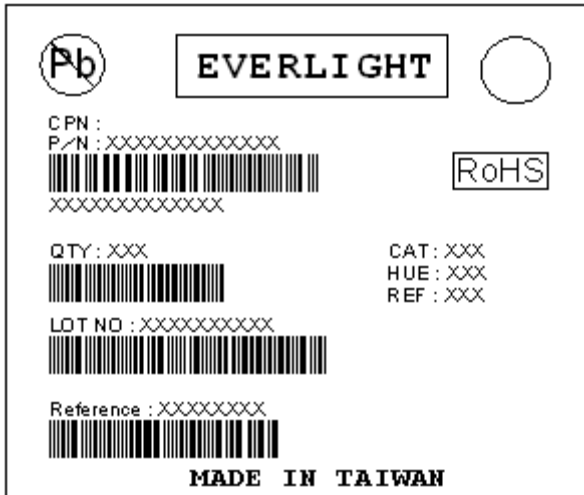 Pb
EVERLIGHT
CPN :
P/N : XXXXXXXXXXXXX
RoHS
XXXXXXXXXXXXX
QTY : XXX
CAT : XXX
HUE : XXX
REF : XXX
LOT NO : XXXXXXXXXX
Reference : XXXXXXXX
MADE IN TAIWAN